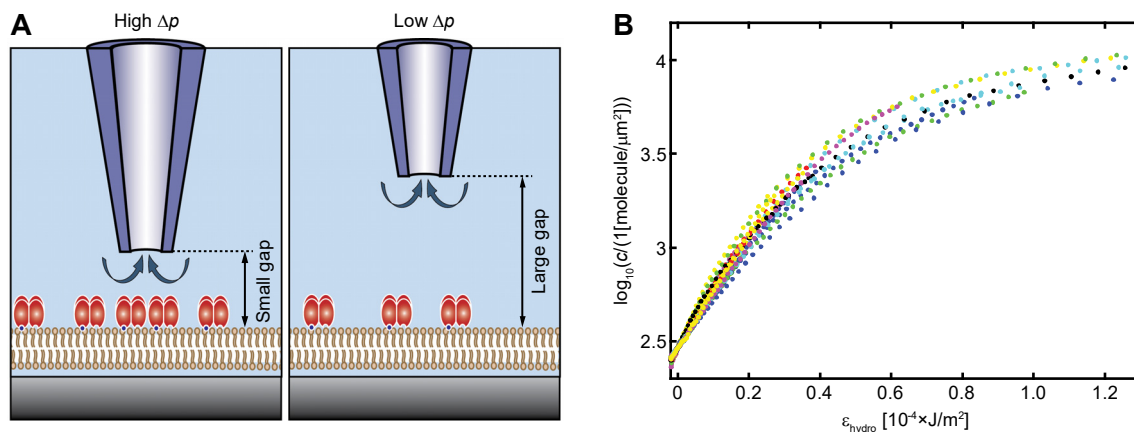 A
High Δp
Low Δp
Small gap
Large gap
B
log₁₀(c/(1[molecule/μm²]))
4
3.5
3
2.5
0
0.2
0.4
0.6
0.8
1.0
1.2
ε_hydro [10⁻⁴×J/m²]